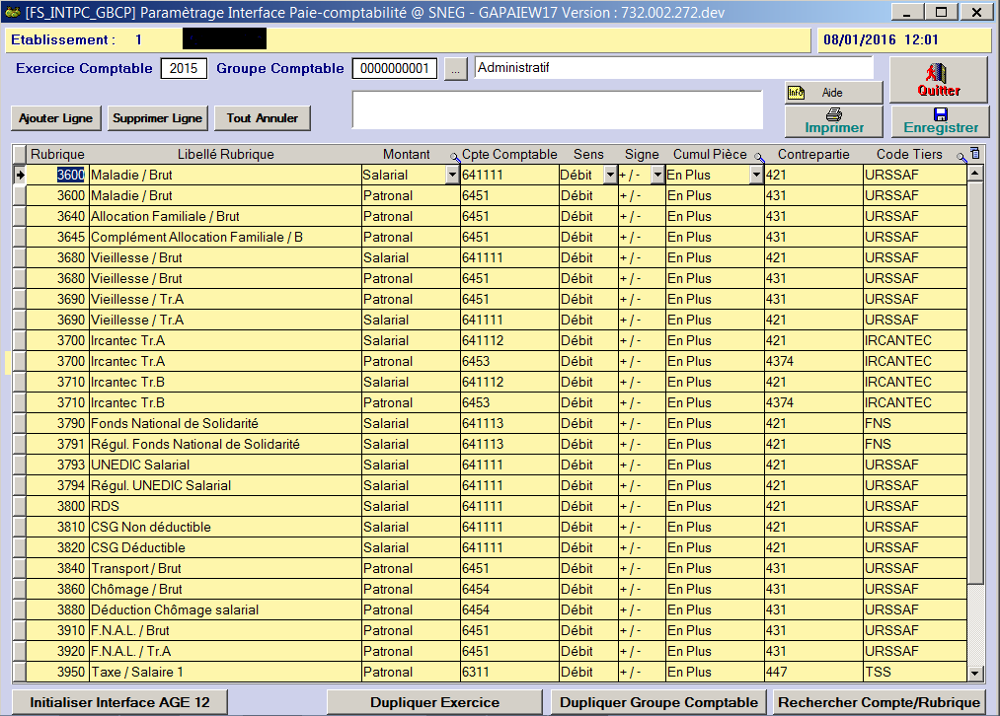 [FS_INTPC_GBCP] Paramètrage Interface Paie-comptabilité @ SNEG - GAPAIEW17 Version : 732.002.272.dev
Etablissement : 1 08/01/2016 12:01
Exercice Comptable 2015 Groupe Comptable 0000000001 ... Administratif
Quitter
Info Aide
Ajouter Ligne Supprimer Ligne Tout Annuler
Imprimer Enregistrer
Rubrique Libellé Rubrique Montant Cpte Comptable Sens Signe Cumul Pièce Contrepartie Code Tiers
3600 Maladie / Brut Salarial 641111 Débit + / - En Plus 421 URSSAF
3600 Maladie / Brut Patronal 6451 Débit + / - En Plus 431 URSSAF
3640 Allocation Familiale / Brut Patronal 6451 Débit + / - En Plus 431 URSSAF
3645 Complément Allocation Familiale / B Patronal 6451 Débit + / - En Plus 431 URSSAF
3680 Vieillesse / Brut Salarial 641111 Débit + / - En Plus 421 URSSAF
3680 Vieillesse / Brut Patronal 6451 Débit + / - En Plus 431 URSSAF
3690 Vieillesse / Tr.A Patronal 6451 Débit + / - En Plus 431 URSSAF
3690 Vieillesse / Tr.A Salarial 641111 Débit + / - En Plus 421 URSSAF
3700 Ircantec Tr.A Salarial 641112 Débit + / - En Plus 421 IRCANTEC
3700 Ircantec Tr.A Patronal 6453 Débit + / - En Plus 4374 IRCANTEC
3710 Ircantec Tr.B Salarial 641112 Débit + / - En Plus 421 IRCANTEC
3710 Ircantec Tr.B Patronal 6453 Débit + / - En Plus 4374 IRCANTEC
3790 Fonds National de Solidarité Salarial 641113 Débit + / - En Plus 421 FNS
3791 Régul. Fonds National de Solidarité Salarial 641113 Débit + / - En Plus 421 FNS
3793 UNEDIC Salarial Salarial 641111 Débit + / - En Plus 421 URSSAF
3794 Régul. UNEDIC Salarial Salarial 641111 Débit + / - En Plus 421 URSSAF
3800 RDS Salarial 641111 Débit + / - En Plus 421 URSSAF
3810 CSG Non déductible Salarial 641111 Débit + / - En Plus 421 URSSAF
3820 CSG Déductible Salarial 641111 Débit + / - En Plus 421 URSSAF
3840 Transport / Brut Patronal 6451 Débit + / - En Plus 431 URSSAF
3860 Chômage / Brut Patronal 6454 Débit + / - En Plus 431 URSSAF
3880 Déduction Chômage salarial Patronal 6454 Débit + / - En Plus 431 URSSAF
3910 F.N.A.L. / Brut Patronal 6451 Débit + / - En Plus 431 URSSAF
3920 F.N.A.L. / Tr.A Patronal 6451 Débit + / - En Plus 431 URSSAF
3950 Taxe / Salaire 1 Patronal 6311 Débit + / - En Plus 447 TSS
Initialiser Interface AGE 12 Dupliquer Exercice Dupliquer Groupe Comptable Rechercher Compte/Rubrique